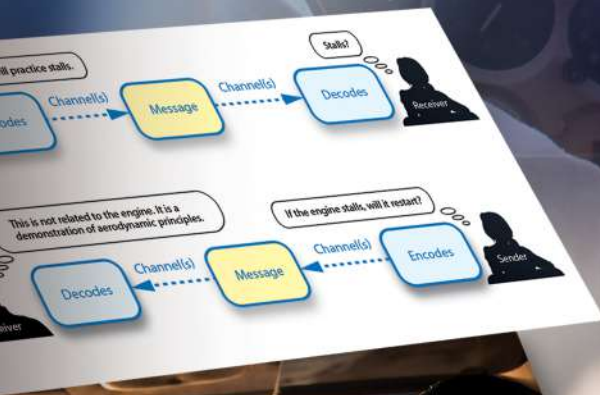 ill practice stalls.
Stalls?
odes
Channel(s)
Message
Channel(s)
Decodes
Receiver
This is not related to the engine. It is a
demonstration of aerodynamic principles.
If the engine stalls, will it restart?
eiver
Decodes
Channel(s)
Message
Channel(s)
Encodes
Sender